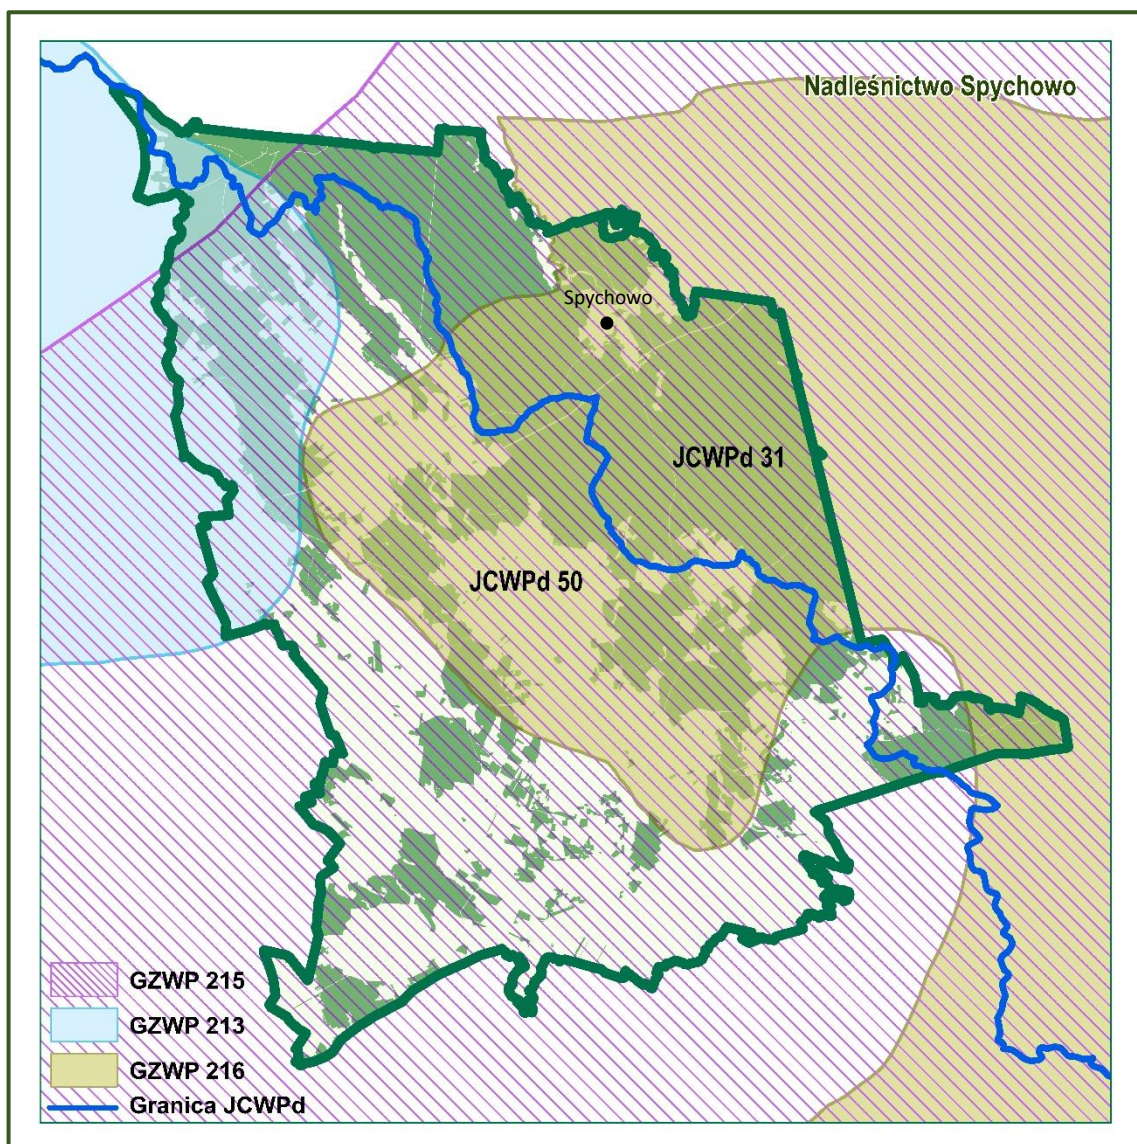 Nadleśnictwo Spychowo
Spychowo
JCWPd 31
JCWPd 50
GZWP 215
GZWP 213
GZWP 216
Granica JCWPd